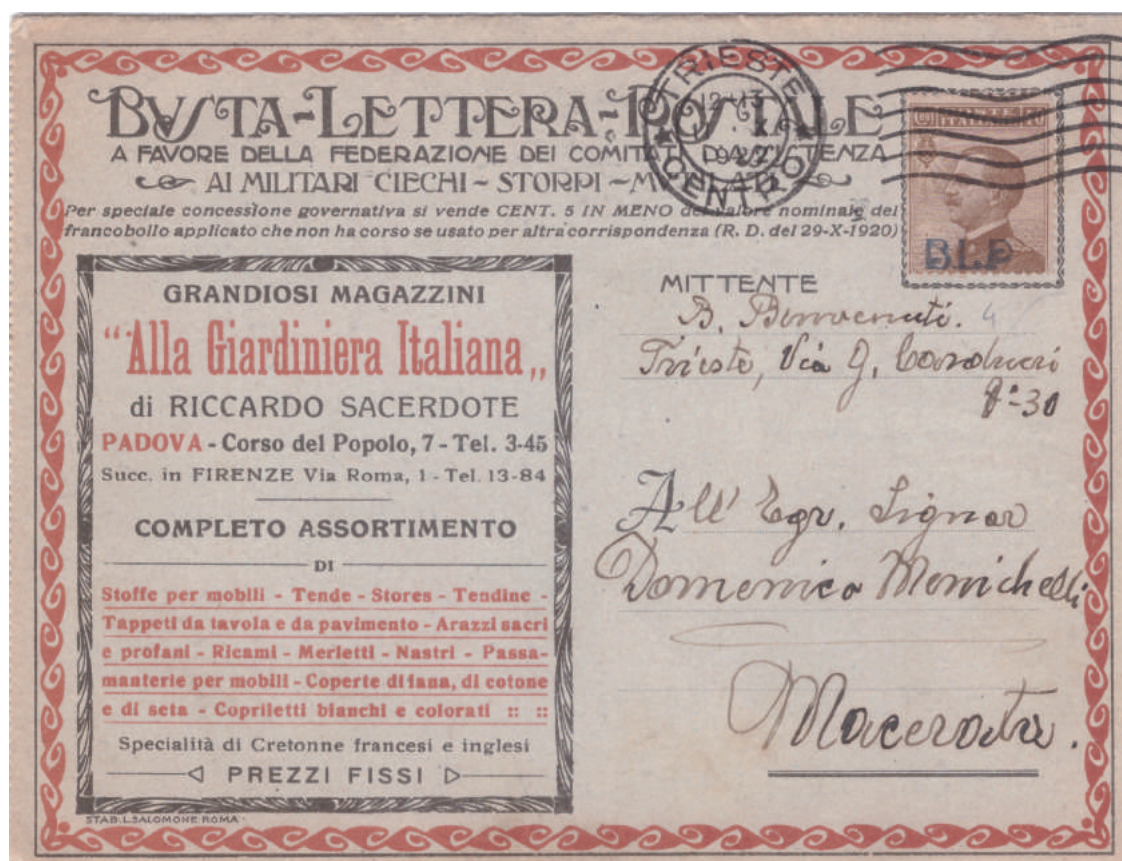 BUSTA-LETTERA-POSTALE
A FAVORE DELLA FEDERAZIONE DEI COMITATI D'ASSISTENZA
AI MILITARI CIECHI - STORPI - MUTILATI
Per speciale concessione governativa si vende CENT. 5 IN MENO del valore nominale del
francobollo applicato che non ha corso se usato per altra corrispondenza (R. D. del 29-X-1920)
TRIESTE
12-13
X
CENTRO
B.L.P
GRANDIOSI MAGAZZINI
"Alla Giardiniera Italiana„
di RICCARDO SACERDOTE
PADOVA - Corso del Popolo, 7 - Tel. 3-45
Succ. in FIRENZE Via Roma, 1 - Tel. 13-84
COMPLETO ASSORTIMENTO
DI
Stoffe per mobili - Tende - Stores - Tendine -
Tappeti da tavola e da pavimento - Arazzi sacri
e profani - Ricami - Merletti - Nastri - Passa-
manterie per mobili - Coperte di lana, di cotone
e di seta - Copriletti bianchi e colorati :: ::
Specialità di Cretonne francesi e inglesi
PREZZI FISSI
STAB. L. SALOMONE ROMA
MITTENTE
B. Benvenuti. 4
Trieste, Via G. Carducci
30
All' Egr. Signor
Domenico Monichelli
Macerata.